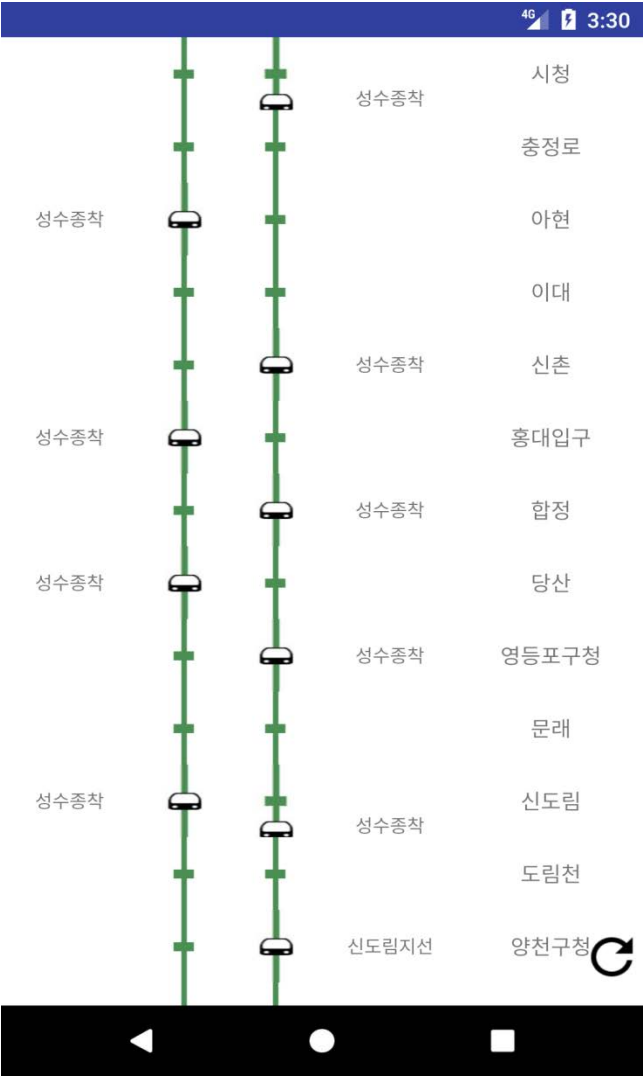 4G 3:30
시청
성수종착
충정로
성수종착 아현
이대
성수종착 신촌
성수종착 홍대입구
성수종착 합정
성수종착 당산
성수종착 영등포구청
문래
성수종착 신도림
성수종착
도림천
신도림지선 양천구청